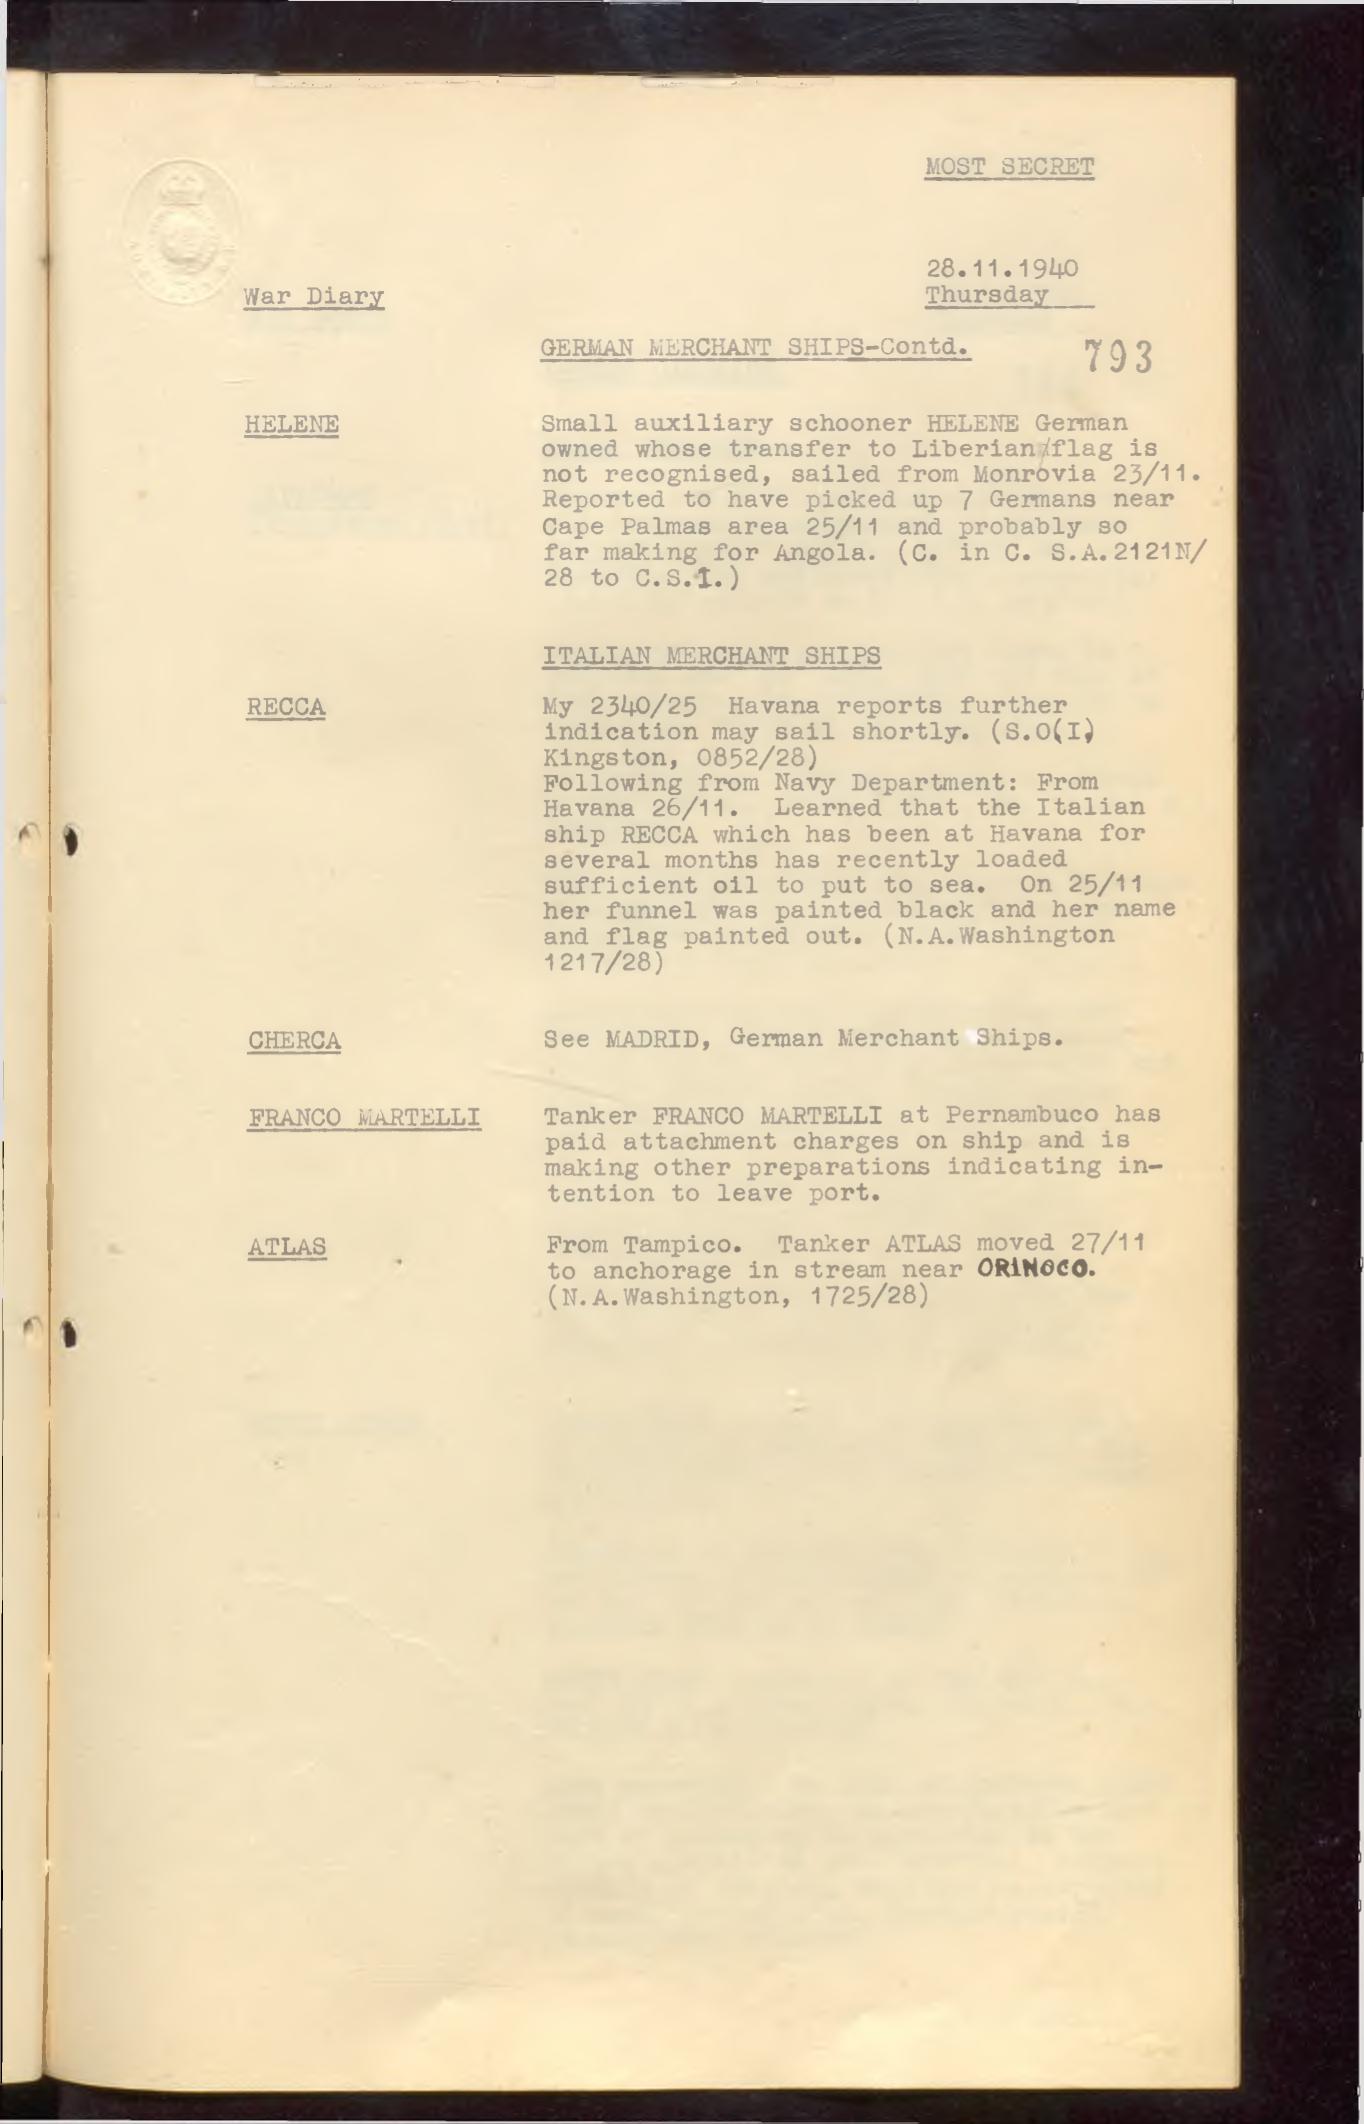 MOST SECRET
28.11.1940
War Diary
Thursday
GERMAN MERCHANT SHIPS-Contd.
793
HELENE
Small auxiliary schooner HELENE German
owned whose transfer to Liberian/flag is
not recognised, sailed from Monrovia 23/11.
Reported to have picked up 7 Germans near
Cape Palmas area 25/11 and probably so
far making for Angola. (C. in C. S.A.2121N/
28 to C.S.1.)
ITALIAN MERCHANT SHIPS
RECCA
My 2340/25 Havana reports further
indication may sail shortly. (S.O(I)
Kingston, 0852/28)
Following from Navy Department: From
Havana 26/11. Learned that the Italian
ship RECCA which has been at Havana for
several months has recently loaded
sufficient oil to put to sea. On 25/11
her funnel was painted black and her name
and flag painted out. (N.A.Washington
1217/28)
CHERCA
See MADRID, German Merchant Ships.
FRANCO MARTELLI
Tanker FRANCO MARTELLI at Pernambuco has
paid attachment charges on ship and is
making other preparations indicating in-
tention to leave port.
ATLAS
From Tampico. Tanker ATLAS moved 27/11
to anchorage in stream near ORINOCO.
(N.A.Washington, 1725/28)